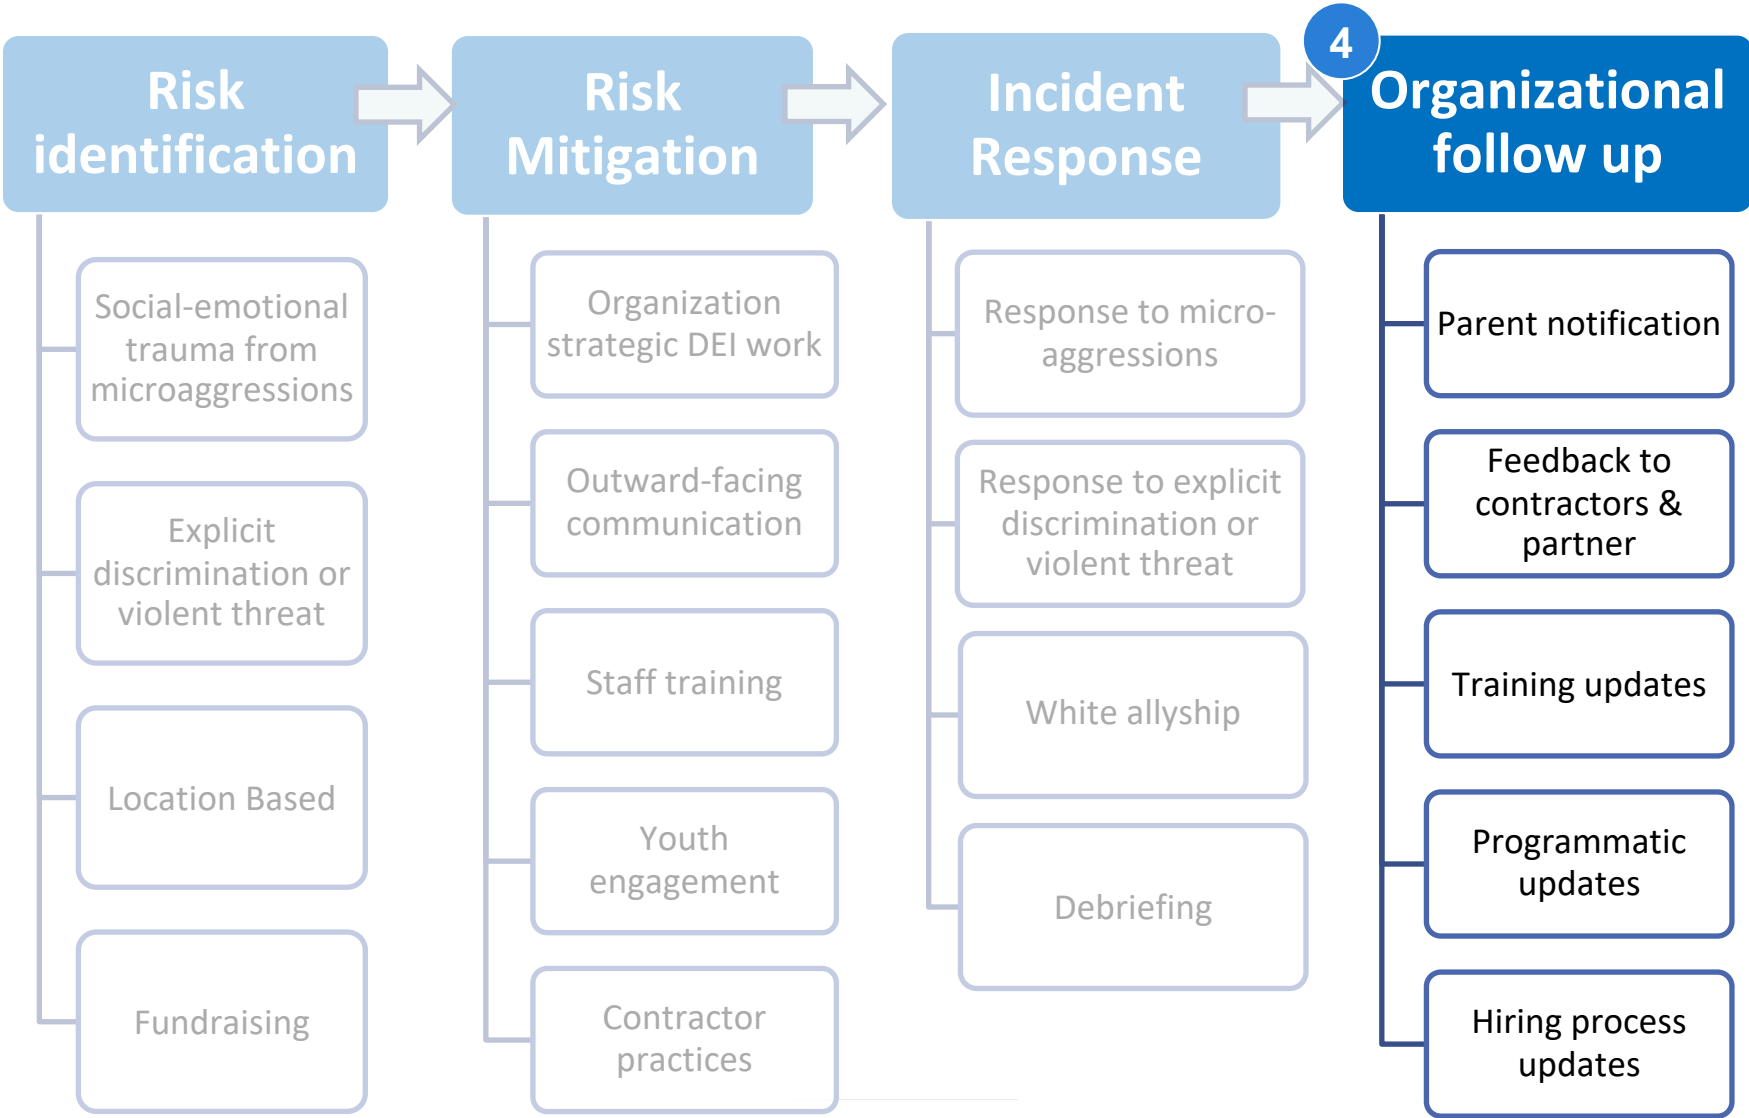 Risk
identification
Social-emotional
trauma from
microaggressions
Explicit
discrimination or
violent threat
Location Based
Fundraising
Risk
Mitigation
Organization
strategic DEI work
Outward-facing
communication
Staff training
Youth
engagement
Contractor
practices
Incident
Response
Response to micro-
aggressions
Response to explicit
discrimination or
violent threat
White allyship
Debriefing
4
Organizational
follow up
Parent notification
Feedback to
contractors &
partner
Training updates
Programmatic
updates
Hiring process
updates